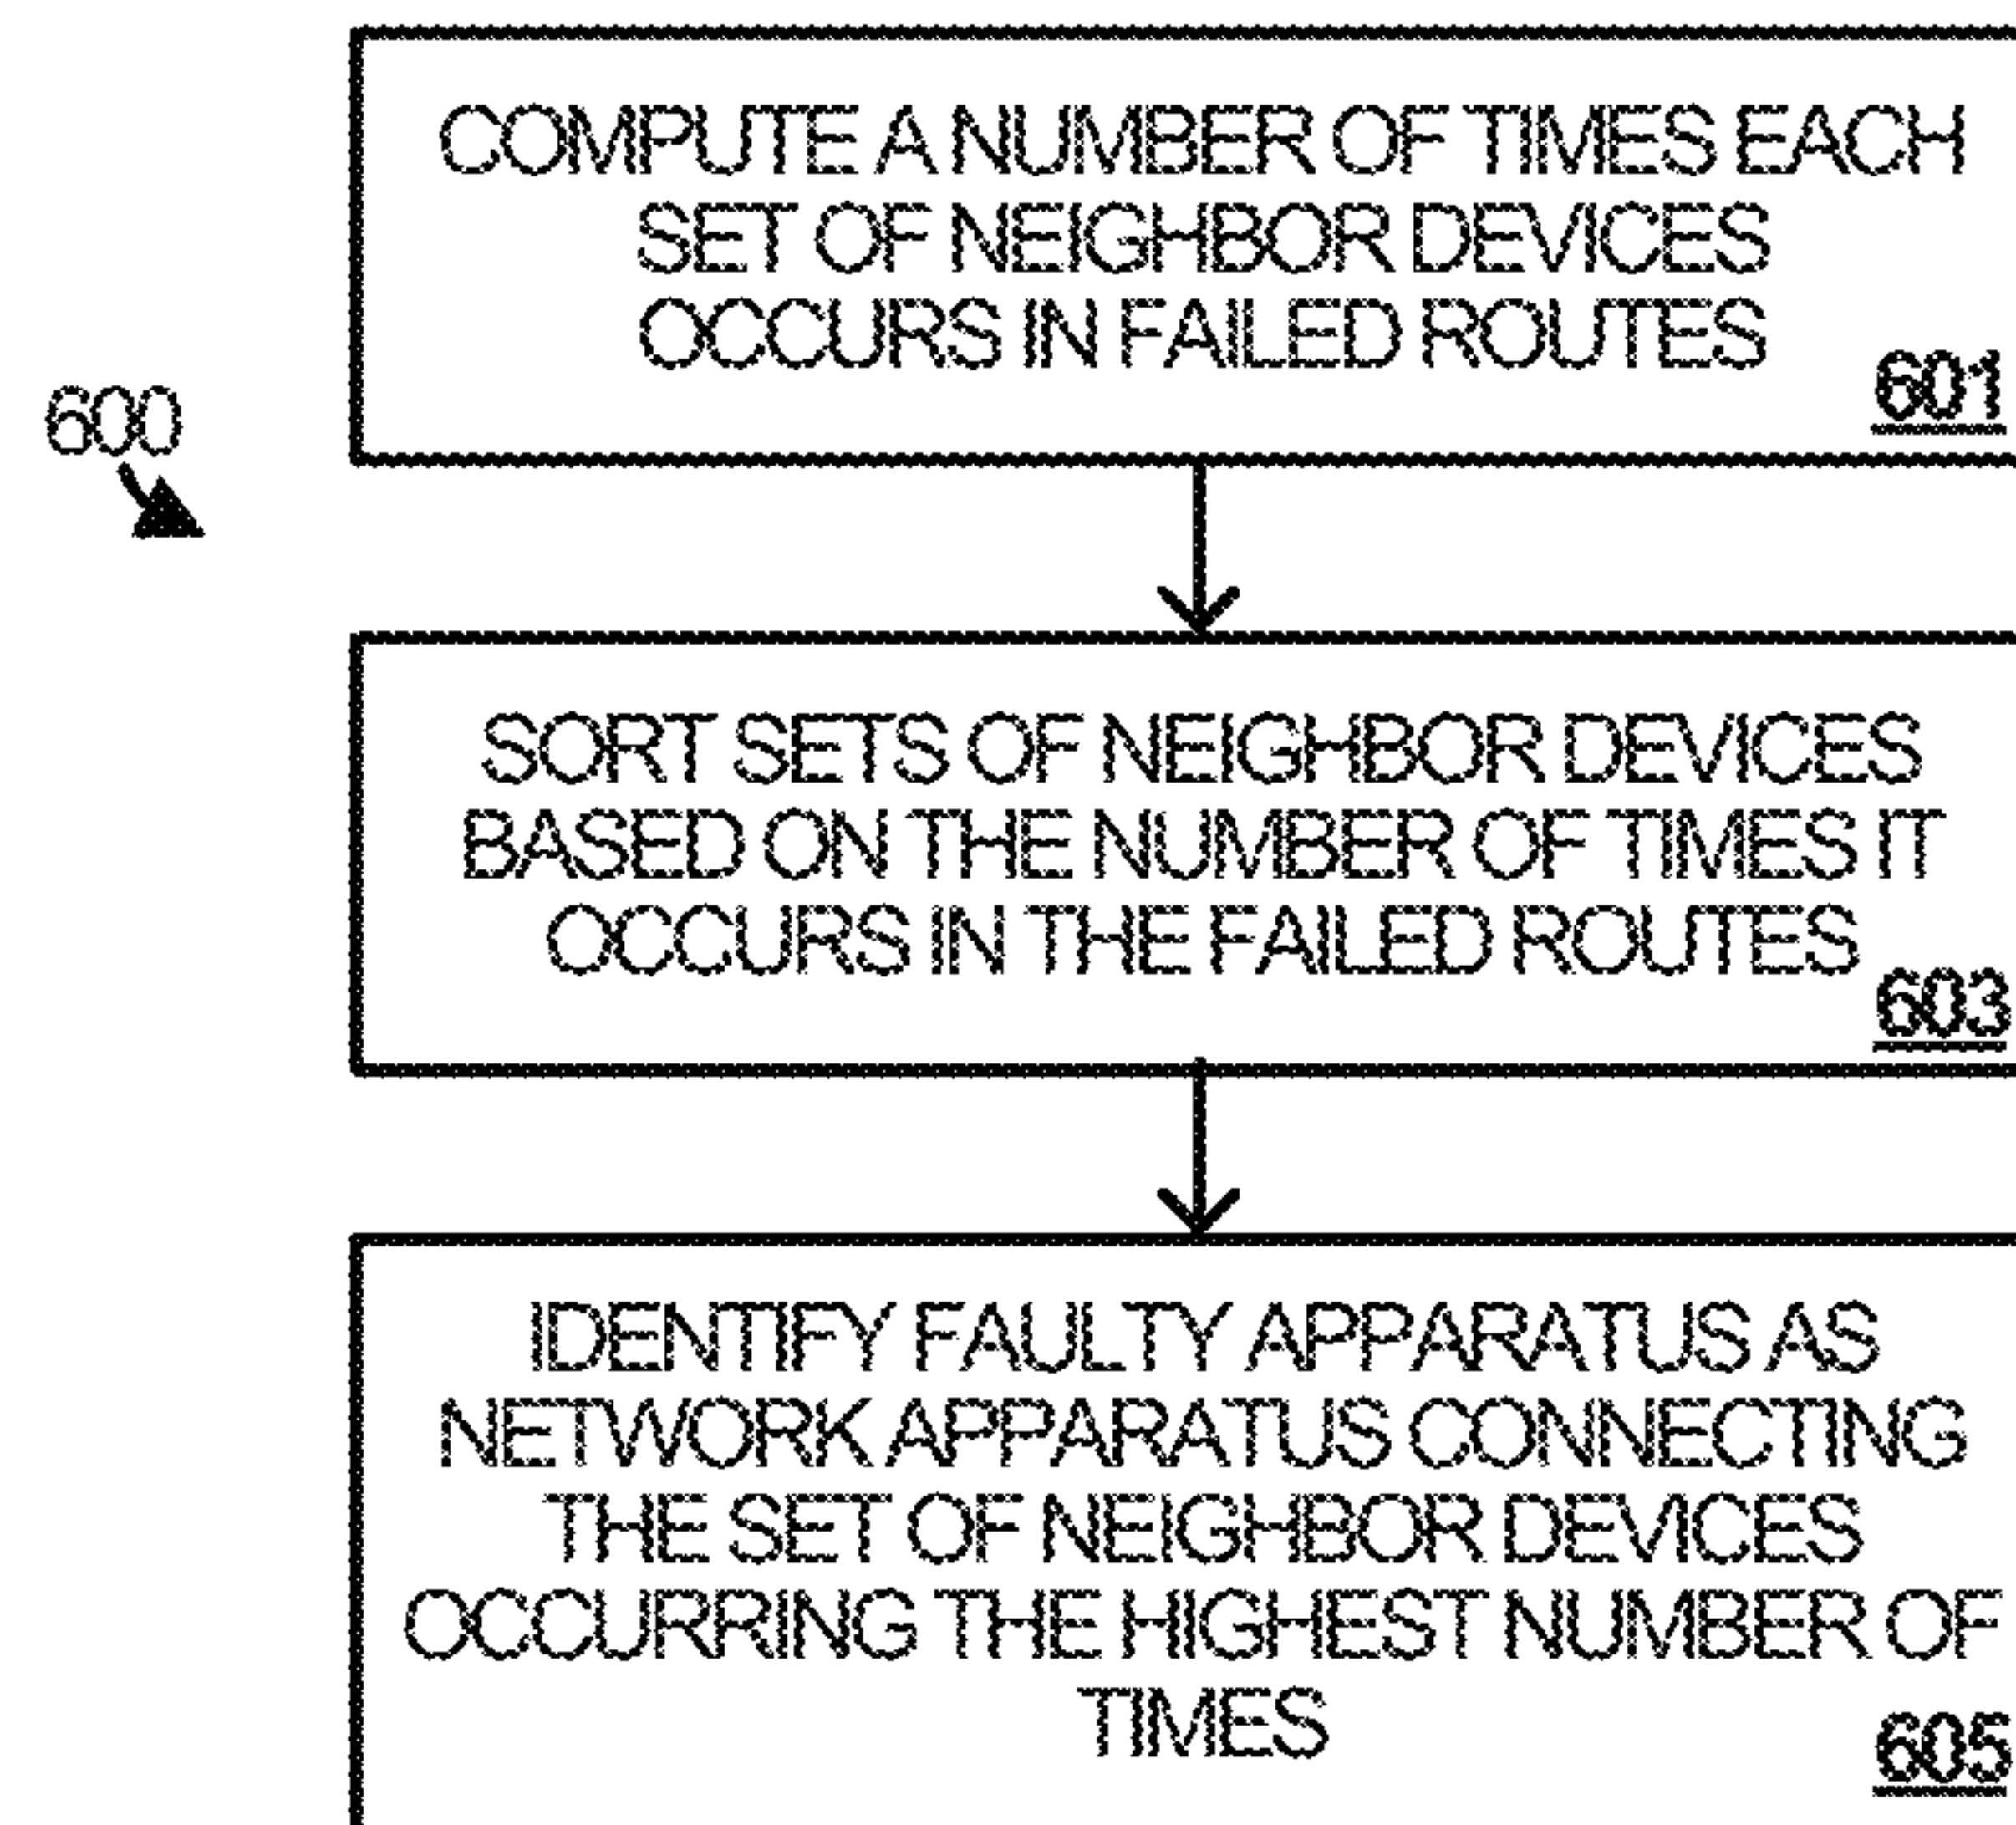 COMPUTE A NUMBER OF TIMES EACH
SET OF NEIGHBOR DEVICES
OCCURS IN FAILED ROUTES
601
600
SORT SETS OF NEIGHBOR DEVICES
BASED ON THE NUMBER OF TIMES IT
OCCURS IN THE FAILED ROUTES
603
IDENTIFY FAULTY APPARATUS AS
NETWORK APPARATUS CONNECTING
THE SET OF NEIGHBOR DEVICES
OCCURRING THE HIGHEST NUMBER OF
TIMES
605